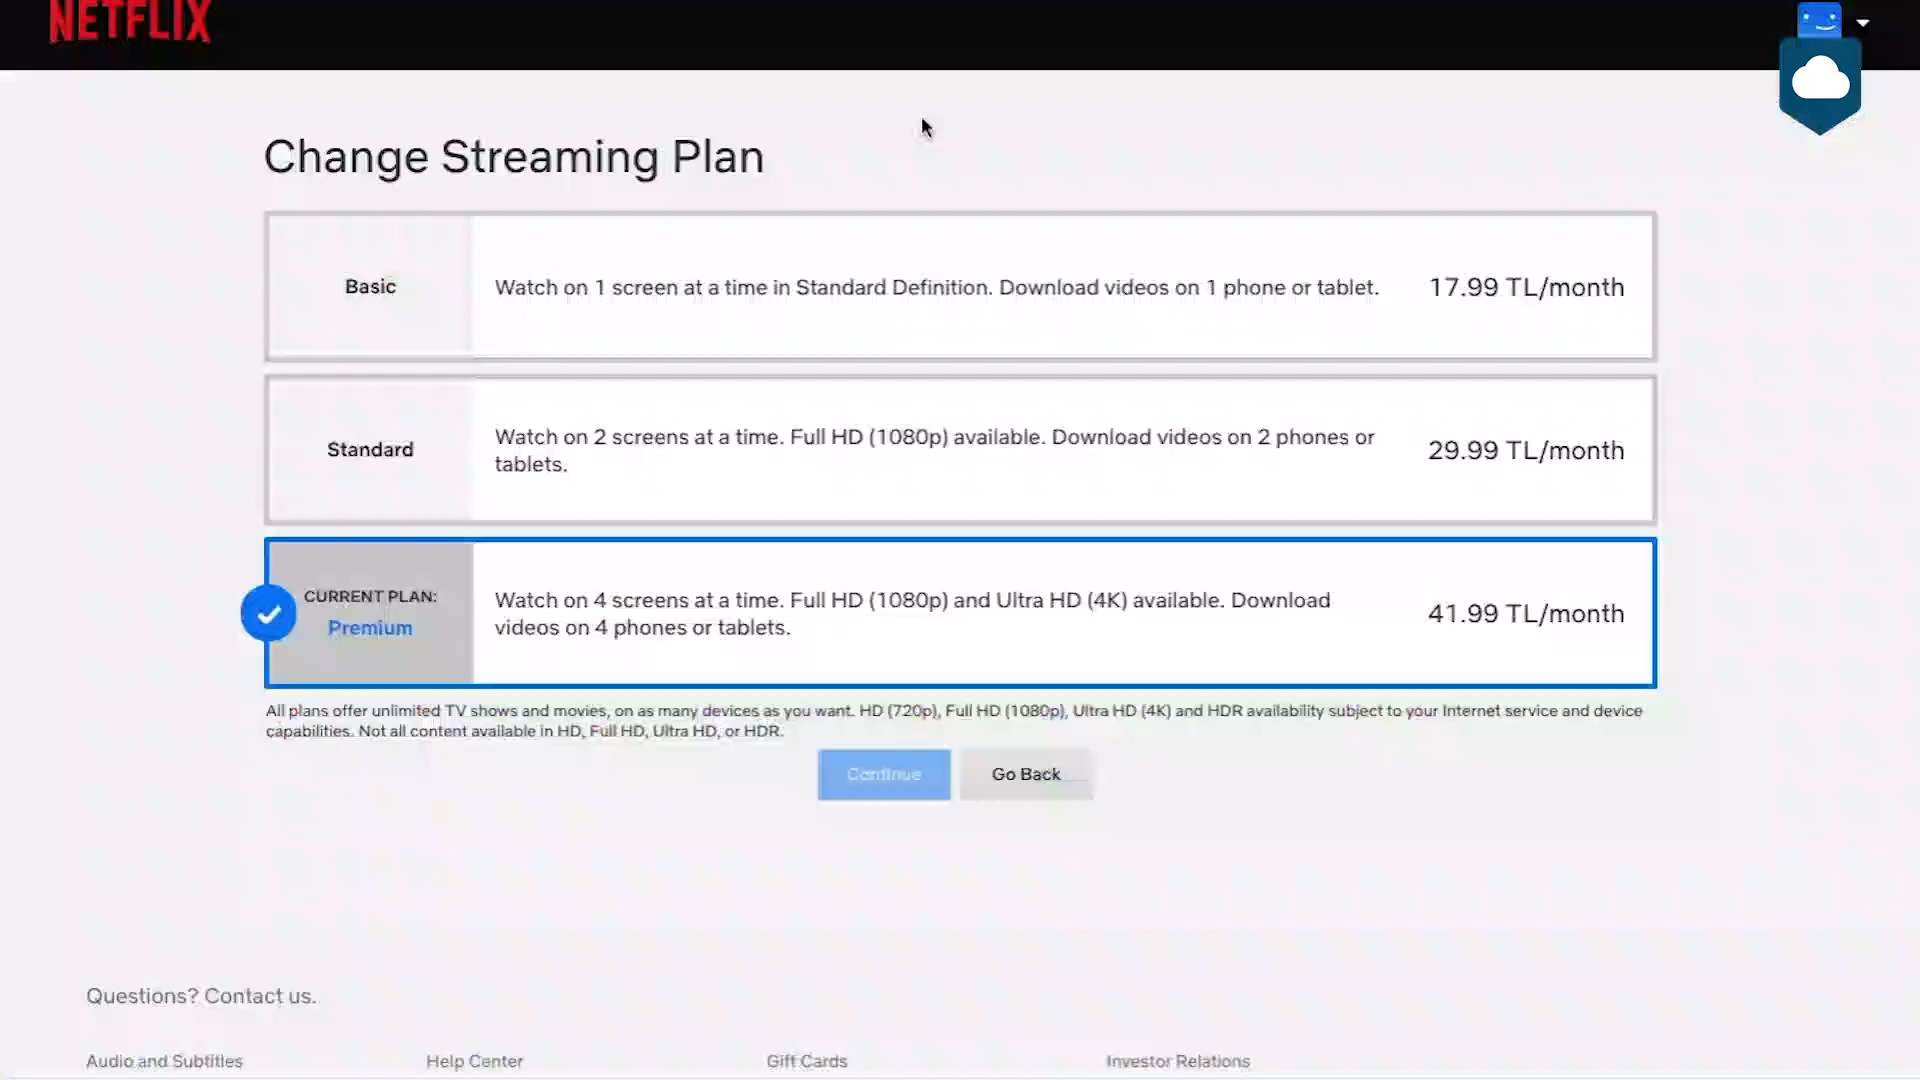 NETFLIX
Change Streaming Plan
Basic
Watch on 1 screen at a time in Standard Definition. Download videos on 1 phone or tablet.
17.99 TL/month
Standard
Watch on 2 screens at a time. Full HD (1080p) available. Download videos on 2 phones or
tablets.
29.99 TL/month
CURRENT PLAN:
Premium
Watch on 4 screens at a time. Full HD (1080p) and Ultra HD (4K) available. Download
videos on 4 phones or tablets.
41.99 TL/month
All plans offer unlimited TV shows and movies, on as many devices as you want. HD (720p), Full HD (1080p), Ultra HD (4K) and HDR availability subject to your Internet service and device
capabilities. Not all content available in HD, Full HD, Ultra HD, or HDR.
Continue
Go Back
Questions? Contact us.
Audio and Subtitles
Help Center
Gift Cards
Investor Relations